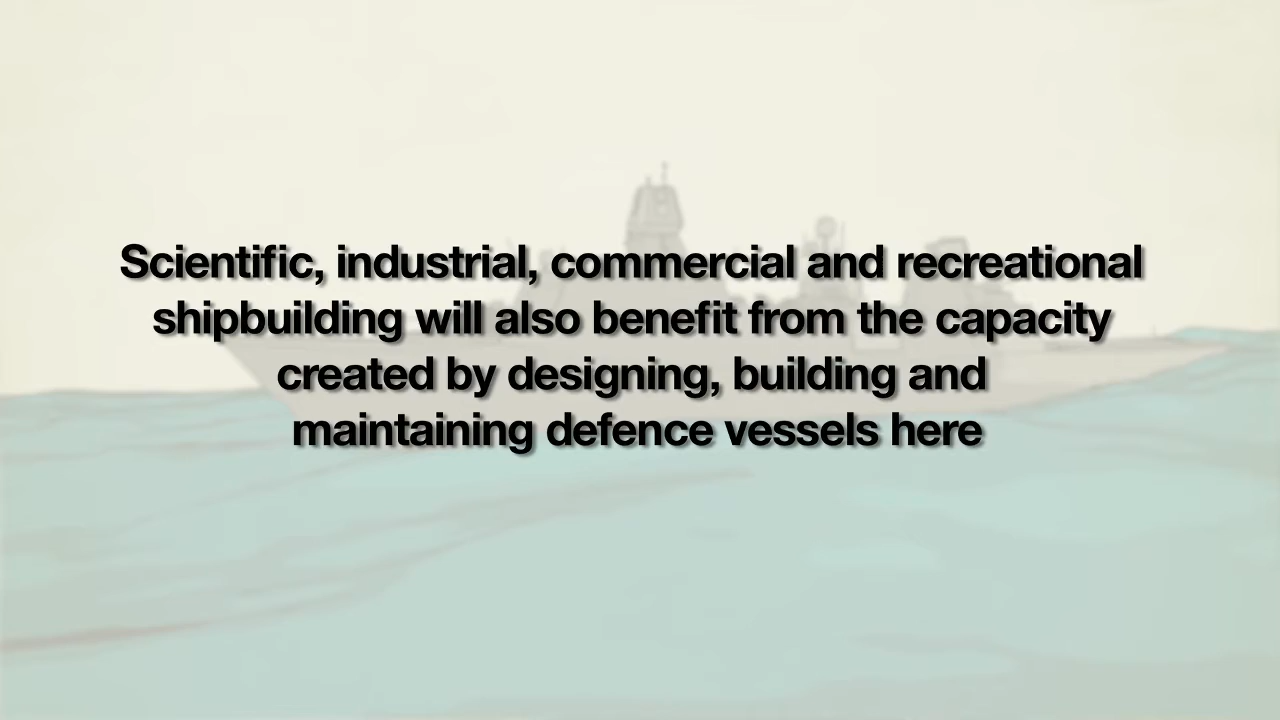 Scientific, industrial, commercial and recreational
shipbuilding will also benefit from the capacity
created by designing, building and
maintaining defence vessels here